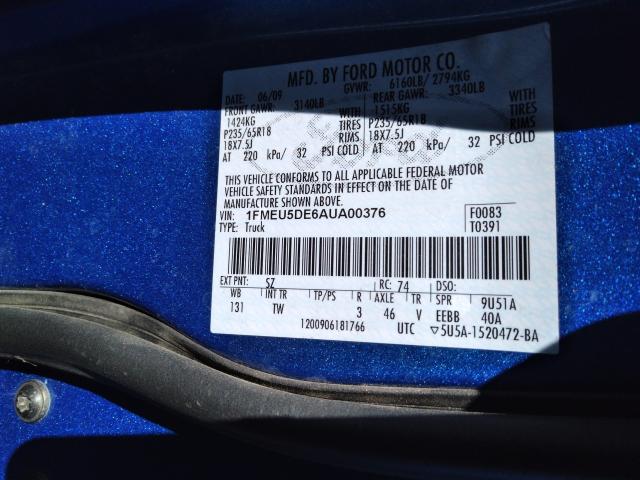 MFD. BY FORD MOTOR CO.
DATE: 06/09 GVWR: 6160LB/ 2794KG
FRONT GAWR: 3140LB REAR GAWR: 3340LB
1424KG WITH 1515KG WITH
P235/65R18 TIRES P235/65R18 TIRES
18X7.5J RIMS 18X7.5J RIMS
AT 220 kPa/ 32 PSI COLD AT 220 kPa/ 32 PSI COLD
THIS VEHICLE CONFORMS TO ALL APPLICABLE FEDERAL MOTOR
VEHICLE SAFETY STANDARDS IN EFFECT ON THE DATE OF
MANUFACTURE SHOWN ABOVE.
VIN: 1FMEU5DE6AUA00376 F0083
TYPE: Truck T0391
EXT PNT: SZ RC: 74 DSO:
WB INT TR TP/PS R AXLE TR SPR 9U51A
131 TW 3 46 V EEBB 40A
1200906181766 UTC ▽5U5A-1520472-BA